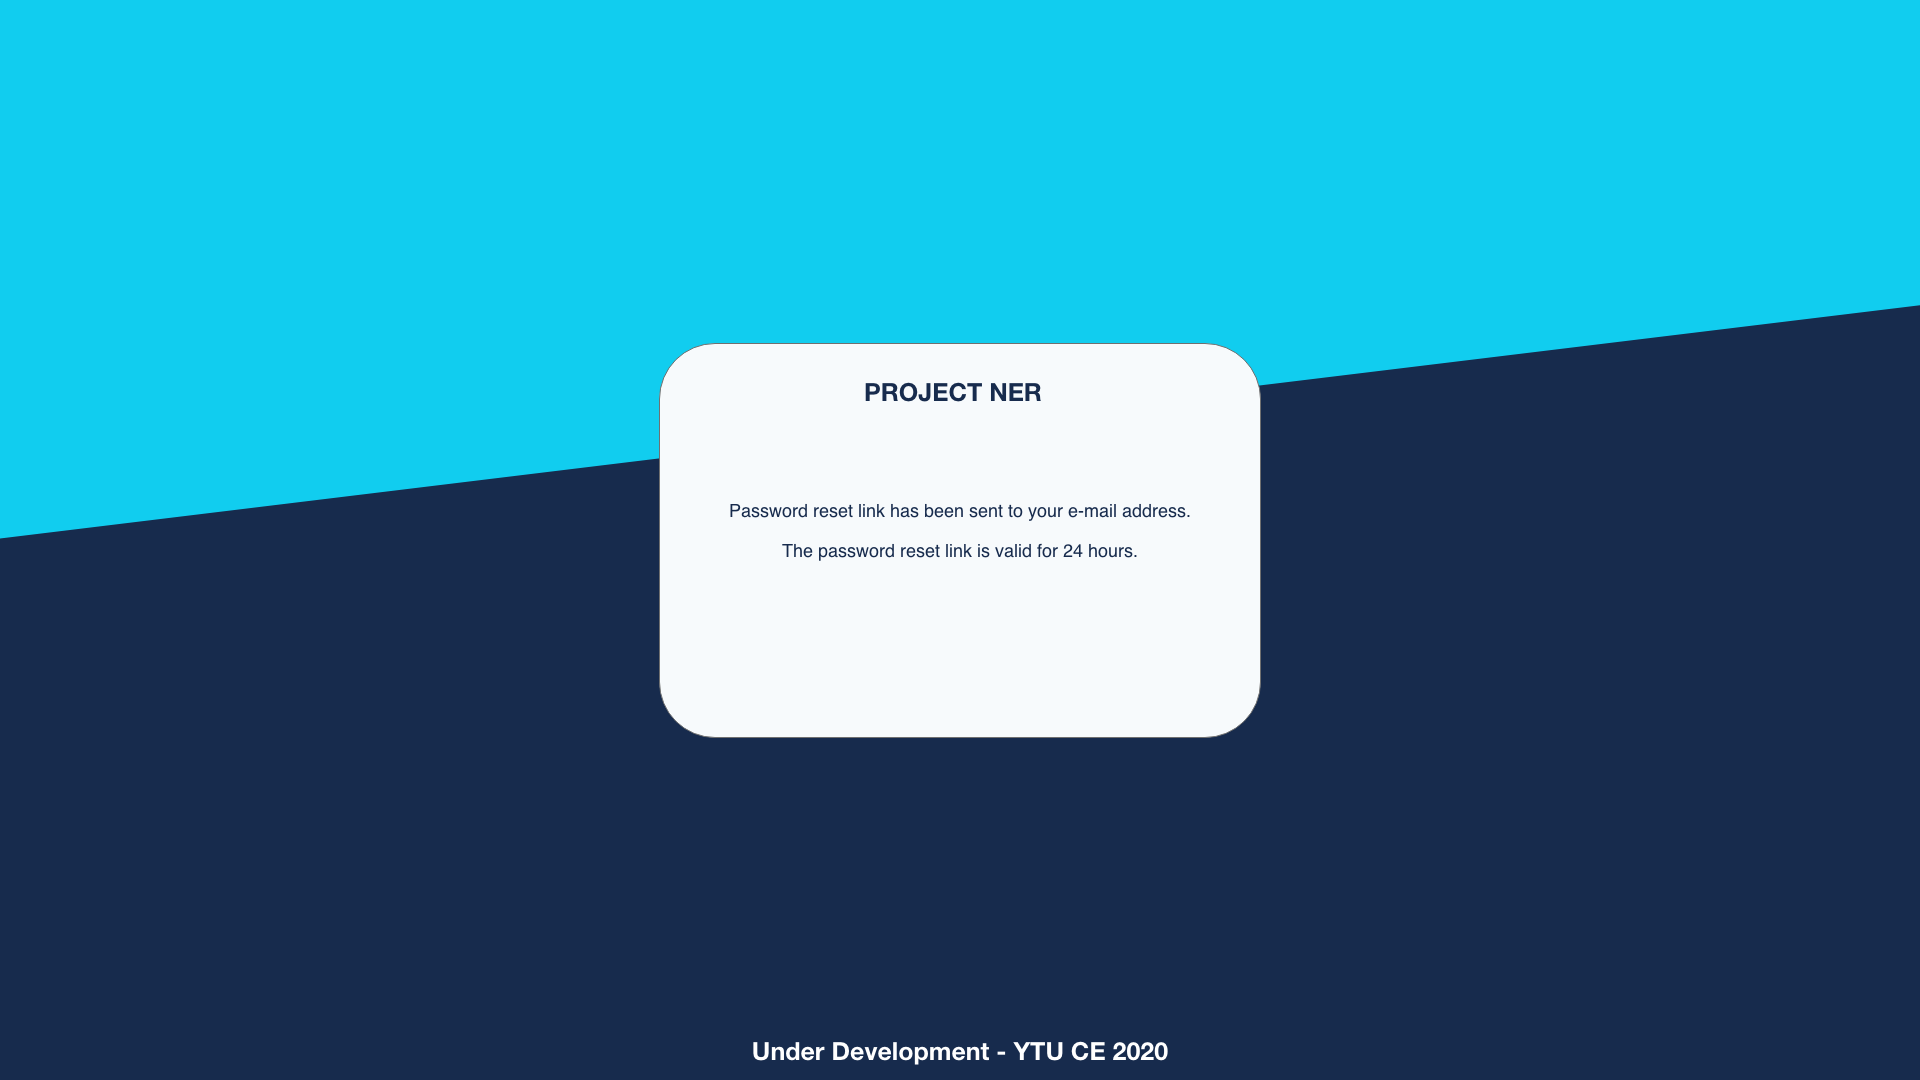 PROJECT NER
Password reset link has been sent to your e-mail address.
The password reset link is valid for 24 hours.
Under Development - YTU CE 2020